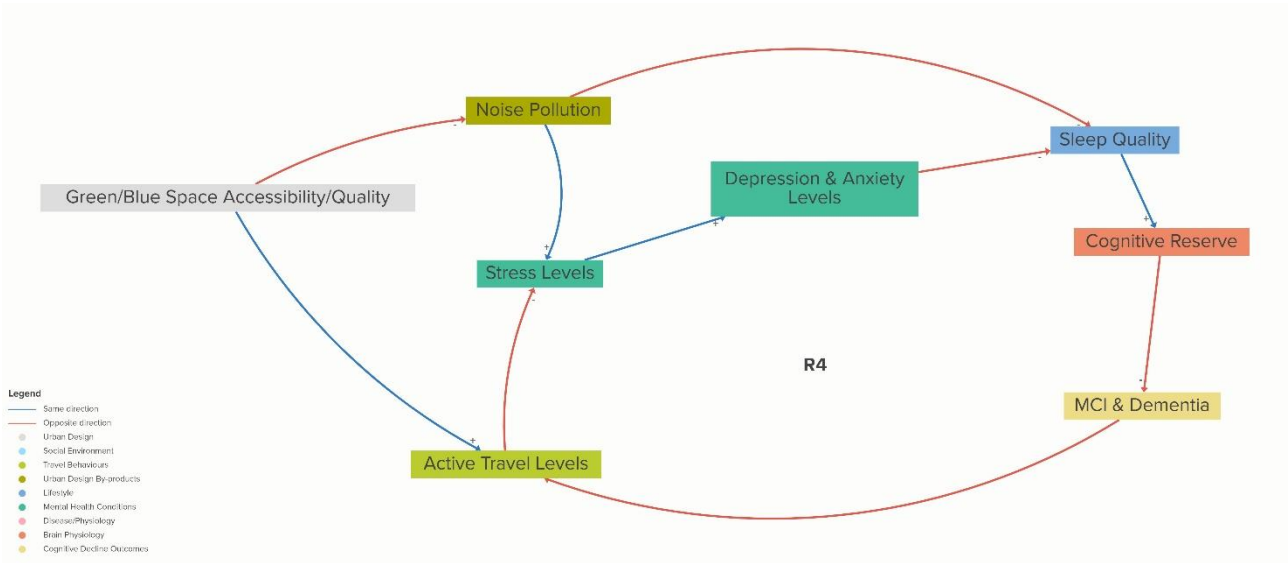 Noise Pollution
Sleep Quality
Depression & Anxiety
Levels
Green/Blue Space Accessibility/Quality
Cognitive Reserve
Stress Levels
R4
MCI & Dementia
Active Travel Levels
-
-
-
+
+
+
-
-
+
-
Legend
Same direction
Opposite direction
Urban Design
Social Environment
Travel Behaviours
Urban Design By-products
Lifestyle
Mental Health Conditions
Disease/Physiology
Brain Physiology
Cognitive Decline Outcomes